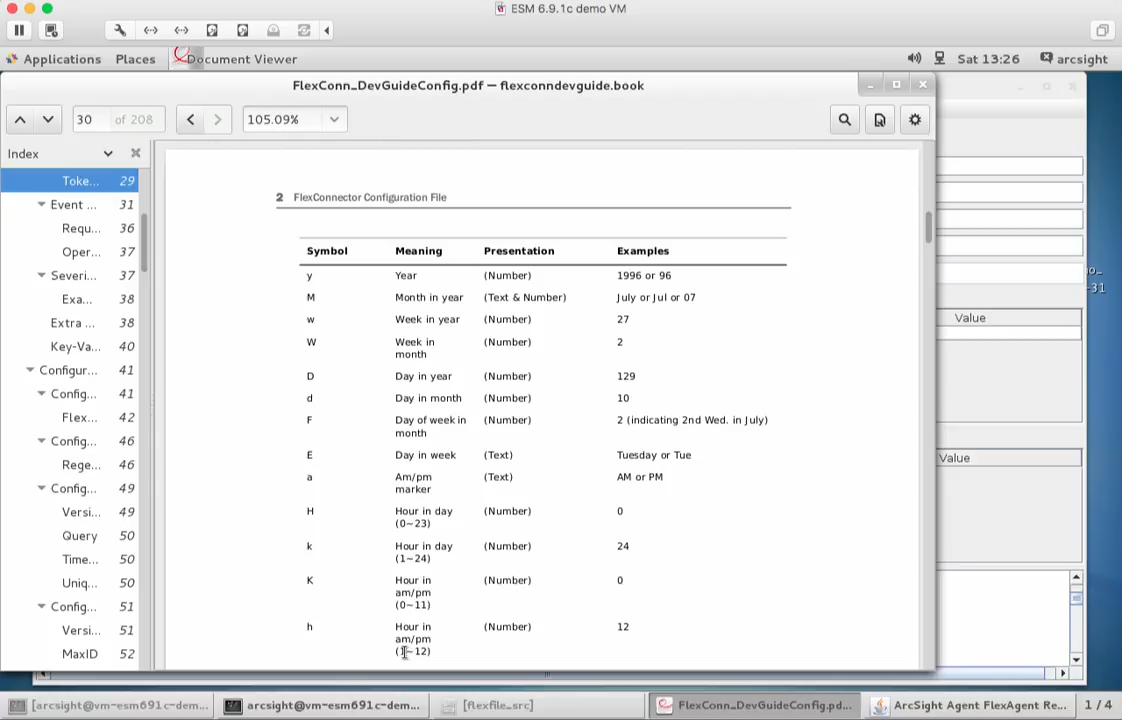 ESM 6.9.1c demo VM
Applications Places Document Viewer Sat 13:26 arcsight
FlexConn_DevGuideConfig.pdf — flexconndevguide.book
30 of 208 105.09%
Index
Toke... 29
Event ... 31
Requ... 36
Oper... 37
Severi... 37
Exa... 38
Extra ... 38
Key-Va... 40
Configur... 41
Config... 41
Flex... 42
Config... 46
Rege... 46
Config... 49
Versi... 49
Query 50
Time... 50
Uniq... 50
Config... 51
Versi... 51
MaxID 52
2 FlexConnector Configuration File
Symbol Meaning Presentation Examples
y Year (Number) 1996 or 96
M Month in year (Text & Number) July or Jul or 07
w Week in year (Number) 27
W Week in month (Number) 2
D Day in year (Number) 129
d Day in month (Number) 10
F Day of week in month (Number) 2 (indicating 2nd Wed. in July)
E Day in week (Text) Tuesday or Tue
a Am/pm marker (Text) AM or PM
H Hour in day (0~23) (Number) 0
k Hour in day (1~24) (Number) 24
K Hour in am/pm (0~11) (Number) 0
h Hour in am/pm (1~12) (Number) 12
-31
Value
Value
[arcsight@vm-esm691c-dem... arcsight@vm-esm691c-dem... [flexfile_src] FlexConn_DevGuideConfig.pd... ArcSight Agent FlexAgent Re... 1 / 4